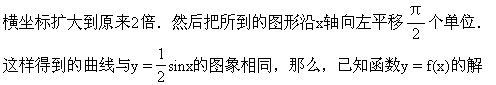 横坐标扩大到原来2倍．然后把所到的图形沿x轴向左平移π/2个单位．
这样得到的曲线与y=1/2sinx的图象相同，那么，已知函数y=f(x)的解